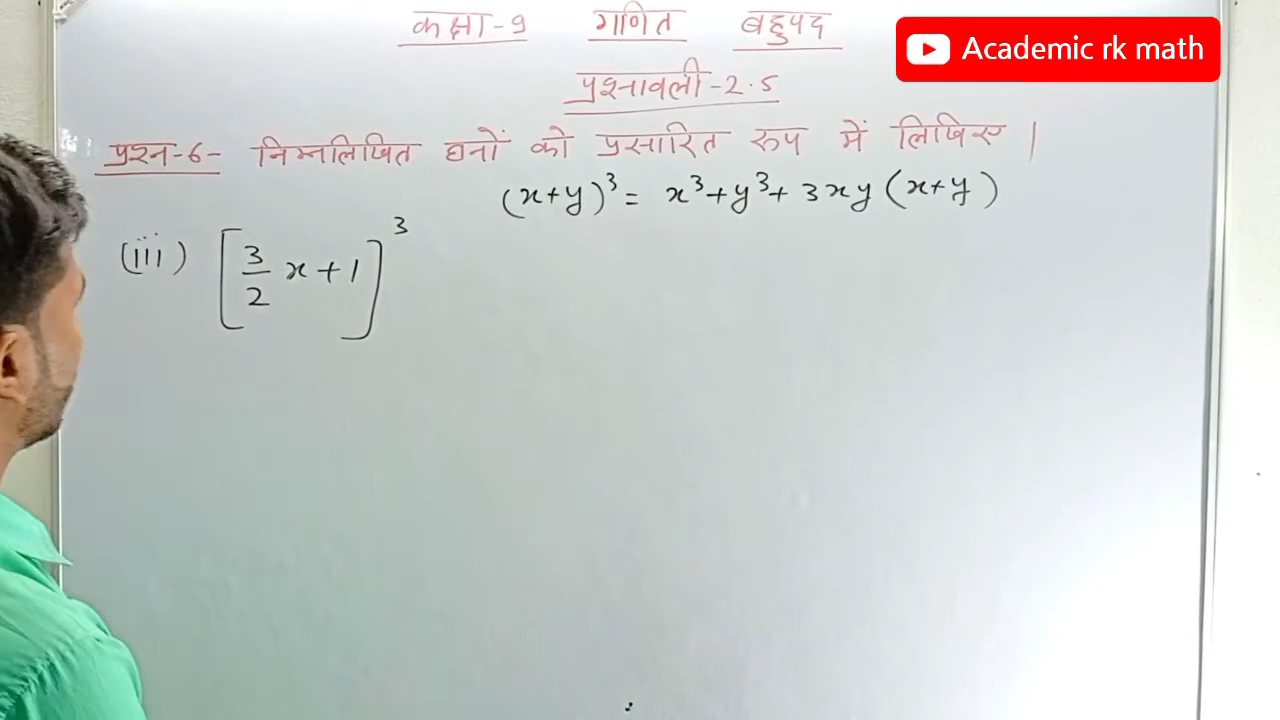 कक्षा-9 गणित बहुपद
Academic rk math
प्रश्नावली-2.5
प्रश्न-6- निम्नलिखित घनों को प्रसारित रुप में लिखिए |
(x+y)³ = x³+y³+3xy(x+y)
(iii) [3/2 x+1]³